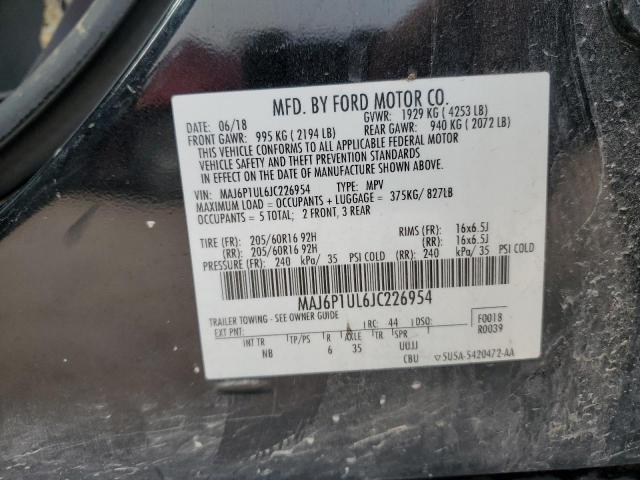 MFD. BY FORD MOTOR CO.
DATE: 06/18 GVWR: 1929 KG ( 4253 LB)
FRONT GAWR: 995 KG ( 2194 LB) REAR GAWR: 940 KG ( 2072 LB)
THIS VEHICLE CONFORMS TO ALL APPLICABLE FEDERAL MOTOR
VEHICLE SAFETY AND THEFT PREVENTION STANDARDS
IN EFFECT ON THE DATE OF MANUFACTURE SHOWN ABOVE.
VIN: MAJ6P1UL6JC226954 TYPE: MPV
MAXIMUM LOAD = OCCUPANTS + LUGGAGE = 375KG/ 827LB
OCCUPANTS = 5 TOTAL; 2 FRONT, 3 REAR
TIRE (FR): 205/60R16 92H RIMS (FR): 16x6.5J
(RR): 205/60R16 92H (RR): 16x6.5J
PRESSURE (FR): 240 kPa/ 35 PSI COLD (RR): 240 kPa/ 35 PSI COLD
MAJ6P1UL6JC226954
TRAILER TOWING - SEE OWNER GUIDE F0018
EXT PNT: RC: 44 DSO: R0039
INT TR TP/PS R AXLE TR SPR
NB 6 35 UUJJ
CBU 5U5A-5420472-AA